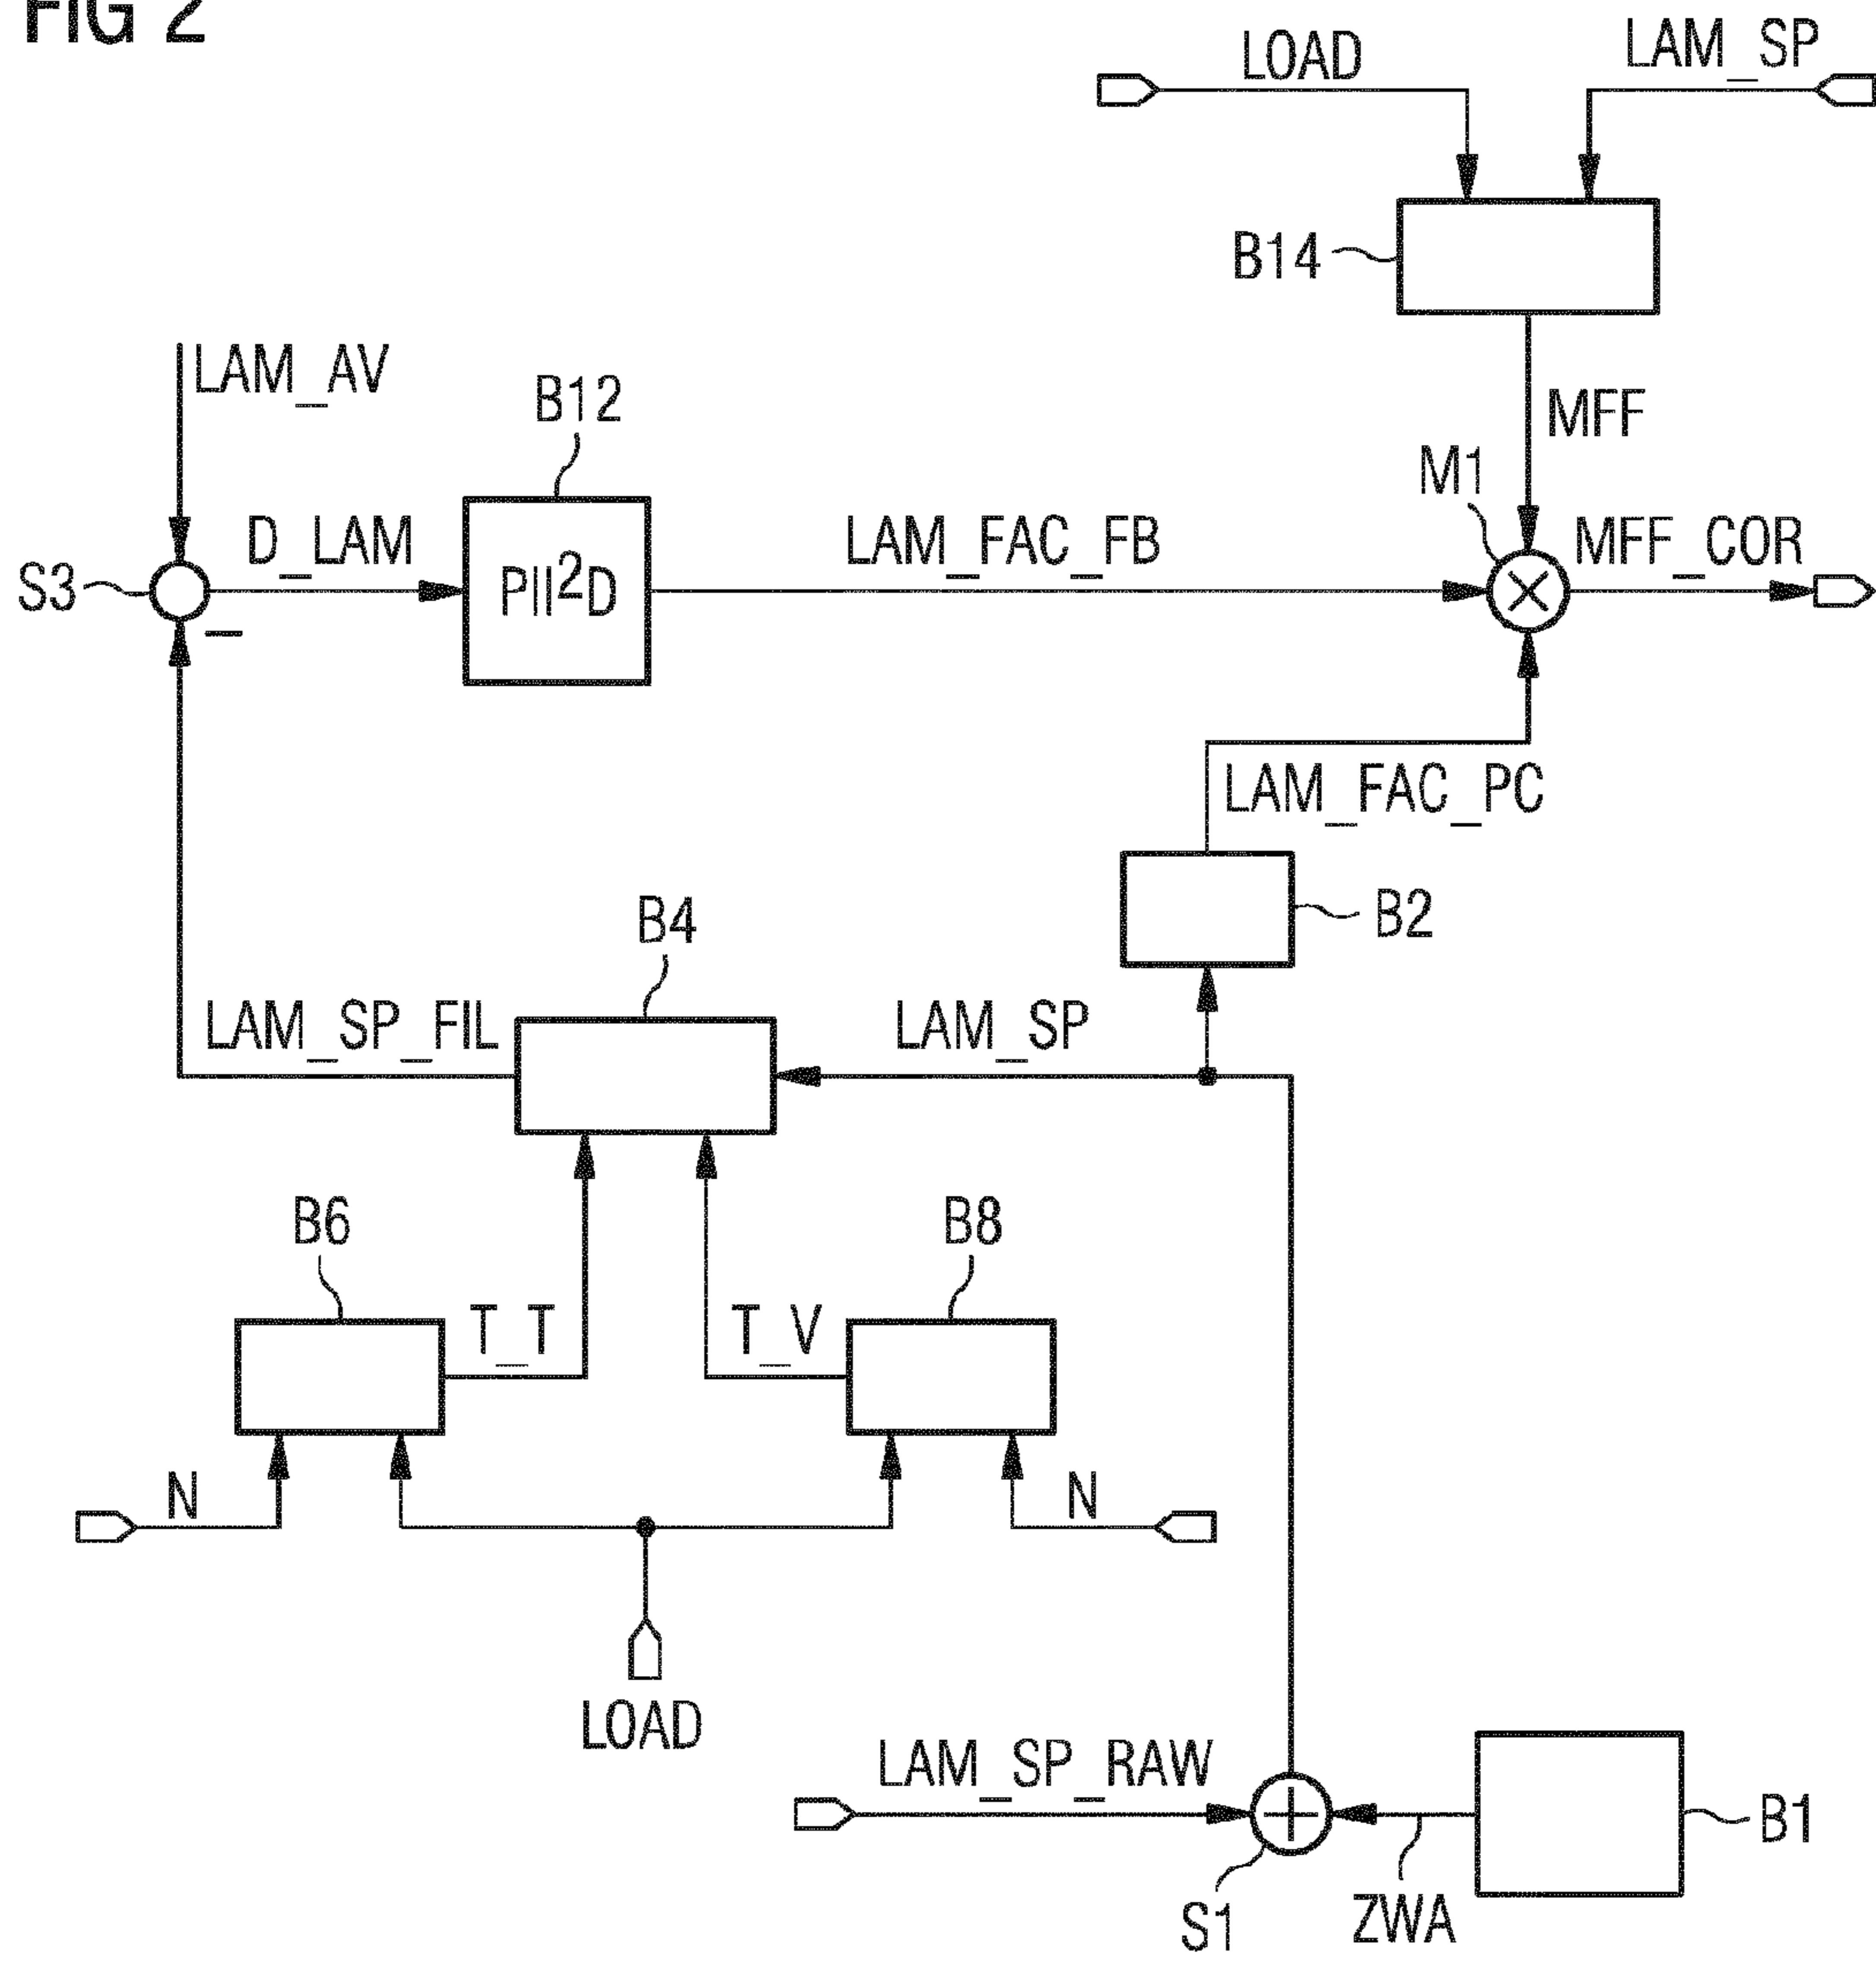 FIG 2
LOAD
LAM_SP
B14
LAM_AV
B12
MFF
M1
S3
D_LAM
PII²D
LAM_FAC_FB
MFF_COR
LAM_FAC_PC
B2
B4
LAM_SP_FIL
LAM_SP
B6
B8
T_T
T_V
N
N
LOAD
LAM_SP_RAW
B1
S1
ZWA